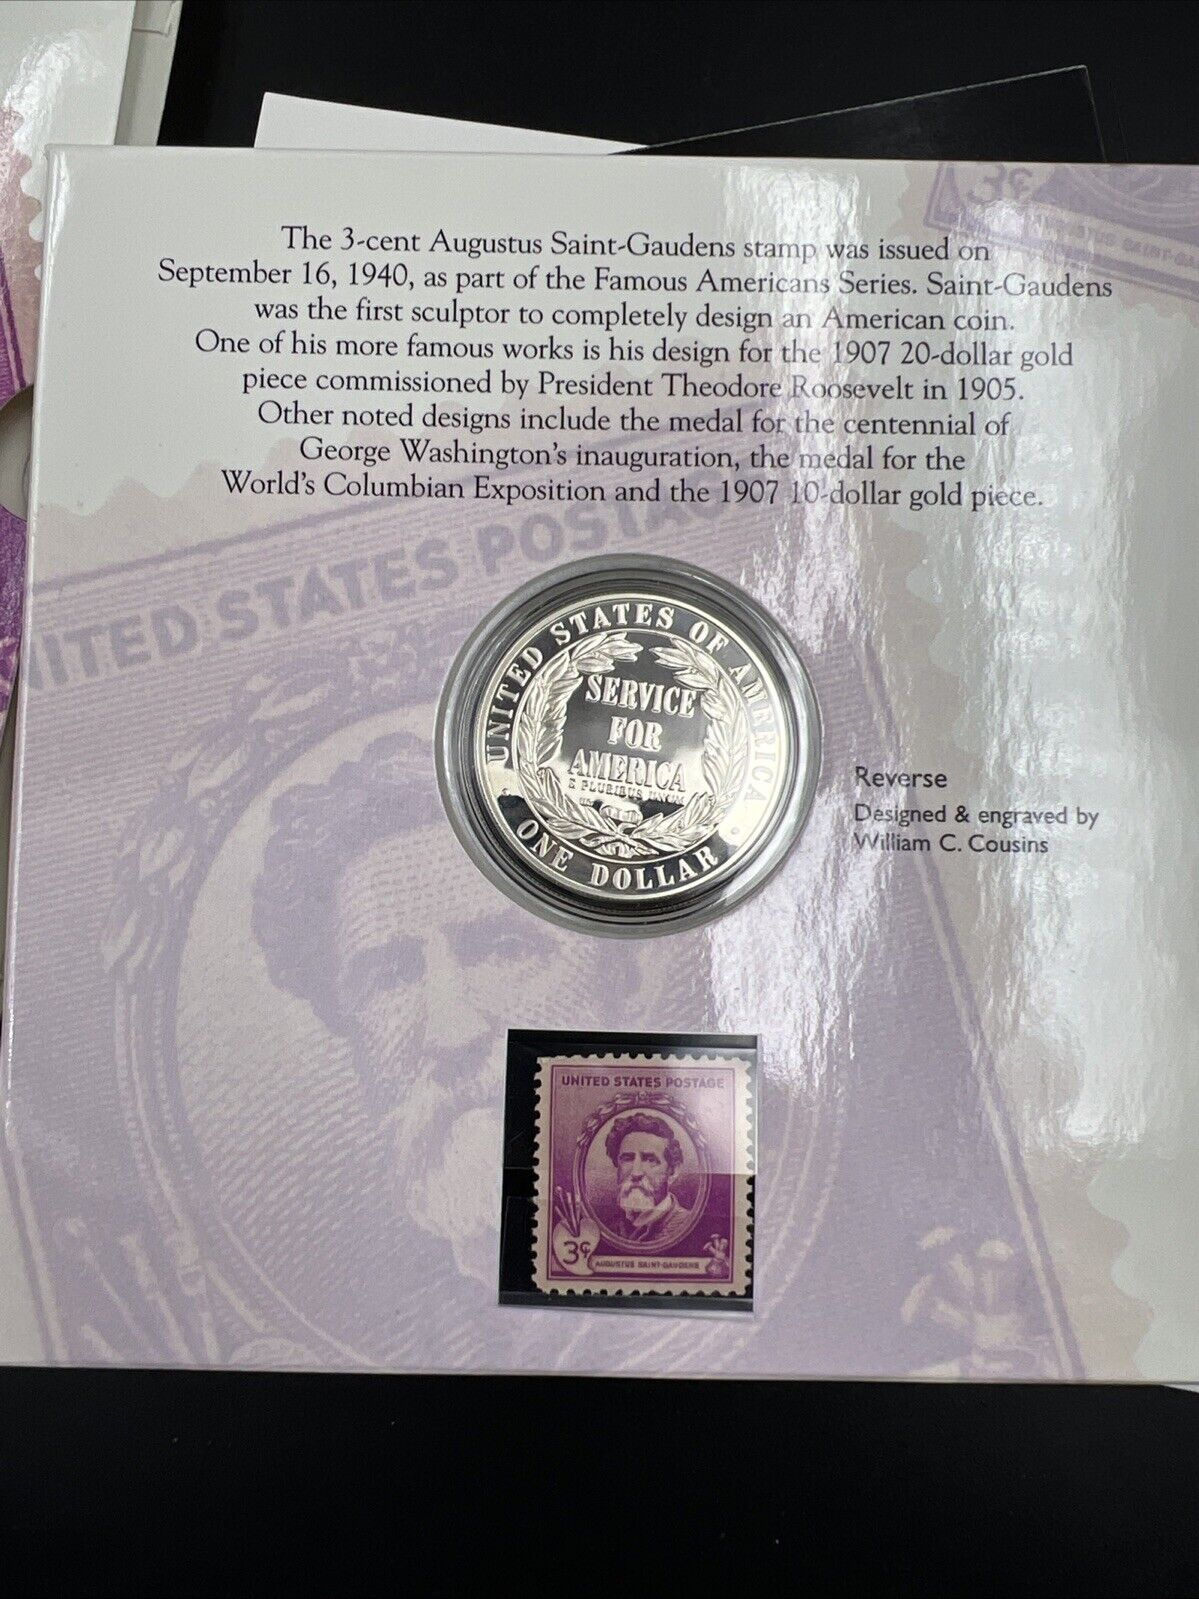 3¢
The 3-cent Augustus Saint-Gaudens stamp was issued on
September 16, 1940, as part of the Famous Americans Series. Saint-Gaudens
was the first sculptor to completely design an American coin.
One of his more famous works is his design for the 1907 20-dollar gold
piece commissioned by President Theodore Roosevelt in 1905.
Other noted designs include the medal for the centennial of
George Washington's inauguration, the medal for the
World's Columbian Exposition and the 1907 10-dollar gold piece.
UNITED STATES POSTAGE
UNITED STATES OF AMERICA
SERVICE
FOR
AMERICA
E PLURIBUS UNUM
ONE DOLLAR
Reverse
Designed & engraved by
William C. Cousins
UNITED STATES POSTAGE
3¢
AUGUSTUS SAINT-GAUDENS